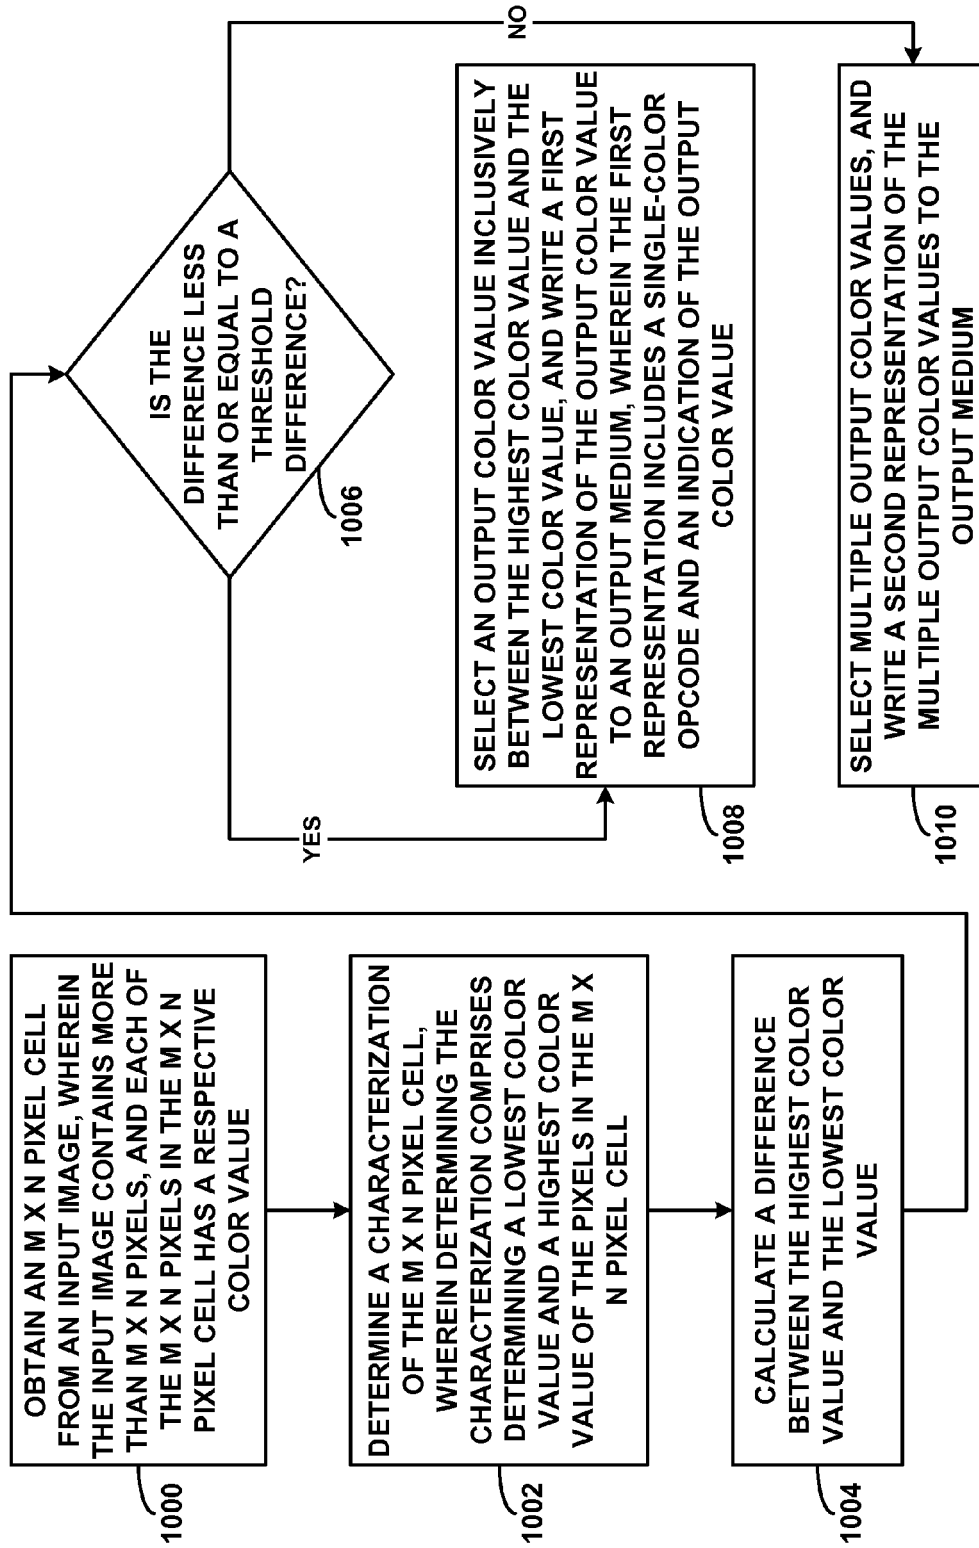 OBTAIN AN M X N PIXEL CELL
FROM AN INPUT IMAGE, WHEREIN
THE INPUT IMAGE CONTAINS MORE
THAN M X N PIXELS, AND EACH OF
THE M X N PIXELS IN THE M X N
PIXEL CELL HAS A RESPECTIVE
COLOR VALUE
1000
DETERMINE A CHARACTERIZATION
OF THE M X N PIXEL CELL,
WHEREIN DETERMINING THE
CHARACTERIZATION COMPRISES
DETERMINING A LOWEST COLOR
VALUE AND A HIGHEST COLOR
VALUE OF THE PIXELS IN THE M X
N PIXEL CELL
1002
CALCULATE A DIFFERENCE
BETWEEN THE HIGHEST COLOR
VALUE AND THE LOWEST COLOR
VALUE
1004
IS THE
DIFFERENCE LESS
THAN OR EQUAL TO A
THRESHOLD
DIFFERENCE?
1006
YES
NO
SELECT AN OUTPUT COLOR VALUE INCLUSIVELY
BETWEEN THE HIGHEST COLOR VALUE AND THE
LOWEST COLOR VALUE, AND WRITE A FIRST
REPRESENTATION OF THE OUTPUT COLOR VALUE
TO AN OUTPUT MEDIUM, WHEREIN THE FIRST
REPRESENTATION INCLUDES A SINGLE-COLOR
OPCODE AND AN INDICATION OF THE OUTPUT
COLOR VALUE
1008
SELECT MULTIPLE OUTPUT COLOR VALUES, AND
WRITE A SECOND REPRESENTATION OF THE
MULTIPLE OUTPUT COLOR VALUES TO THE
OUTPUT MEDIUM
1010